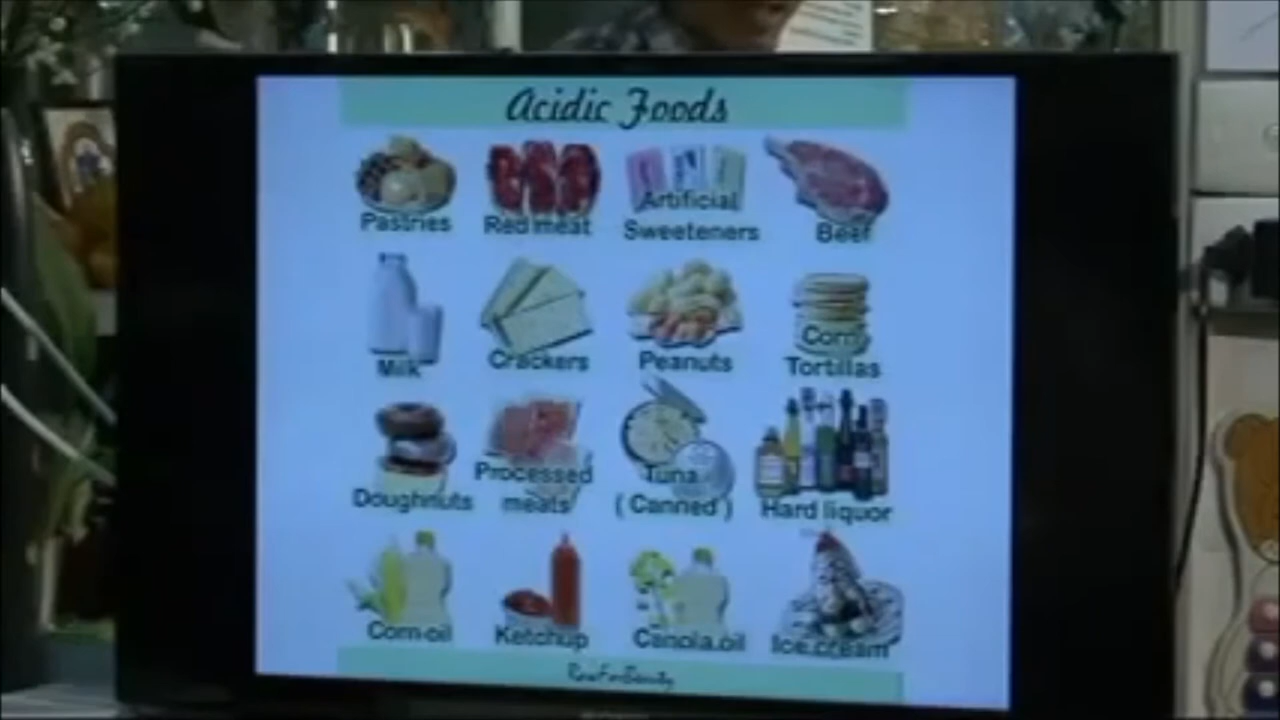 Acidic Foods
Pastries
Red meat
Artificial
Sweeteners
Beef
Milk
Crackers
Peanuts
Corn
Tortillas
Doughnuts
Processed
meats
Tuna
( Canned )
Hard liquor
Corn oil
Ketchup
Canola oil
Ice cream